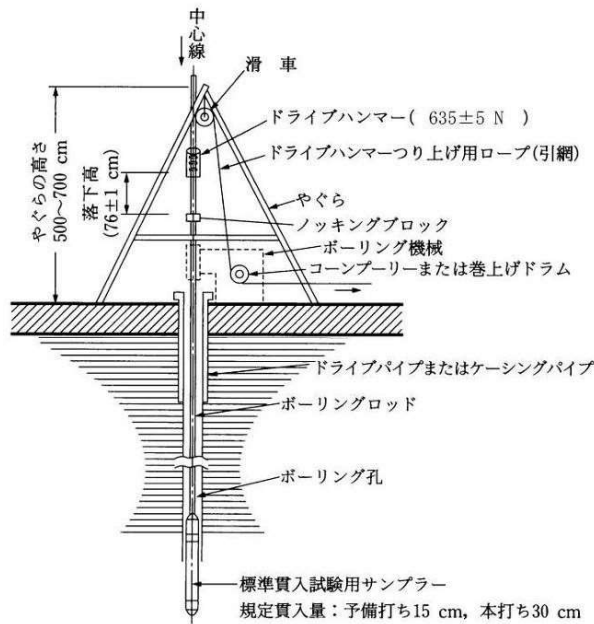 中心線
滑 車
ドライブハンマー( 635±5 N )
ドライブハンマーつり上げ用ロープ(引網)
やぐらの高さ
500〜700 cm
落下高
(76±1 cm)
やぐら
ノッキングブロック
ボーリング機械
コーンプーリーまたは巻上げドラム
ドライブパイプまたはケーシングパイプ
ボーリングロッド
ボーリング孔
標準貫入試験用サンプラー
規定貫入量：予備打ち15 cm，本打ち30 cm